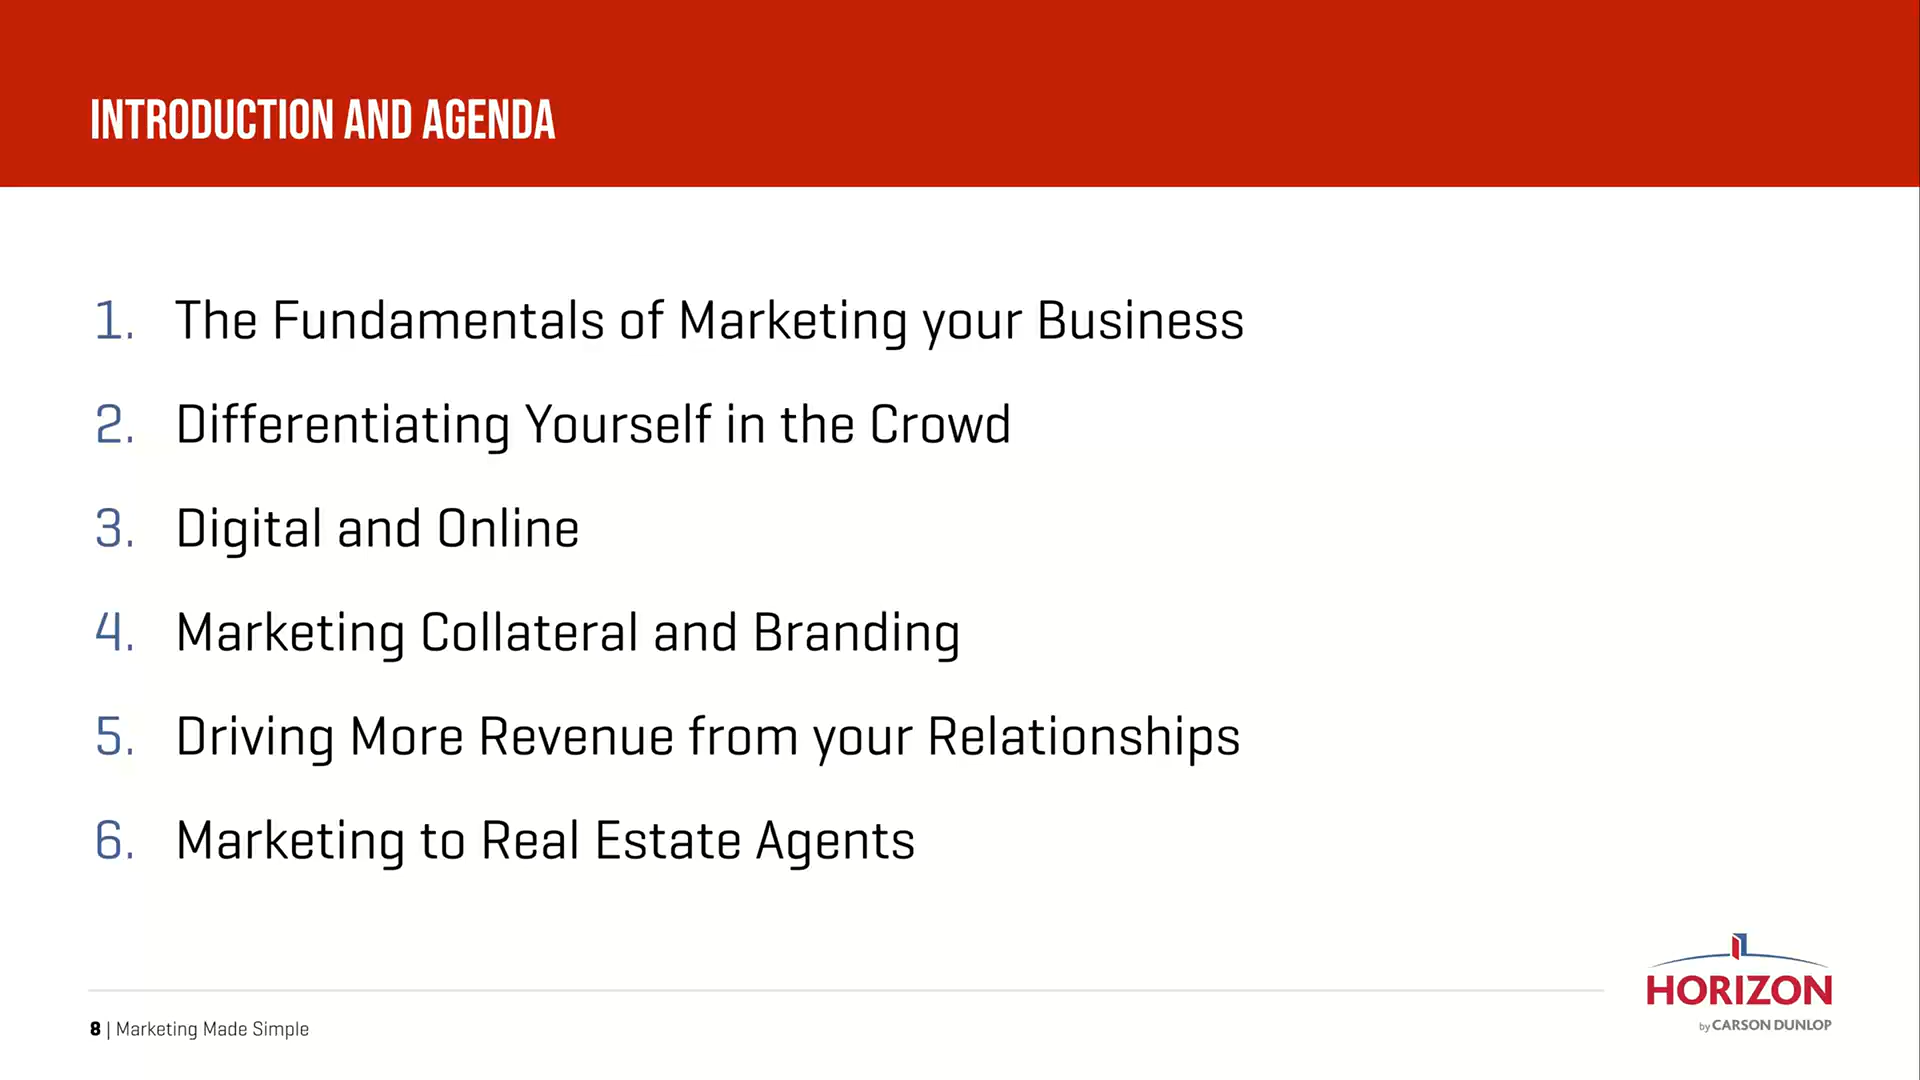 INTRODUCTION AND AGENDA
1. The Fundamentals of Marketing your Business
2. Differentiating Yourself in the Crowd
3. Digital and Online
4. Marketing Collateral and Branding
5. Driving More Revenue from your Relationships
6. Marketing to Real Estate Agents
HORIZON
by CARSON DUNLOP
8 | Marketing Made Simple